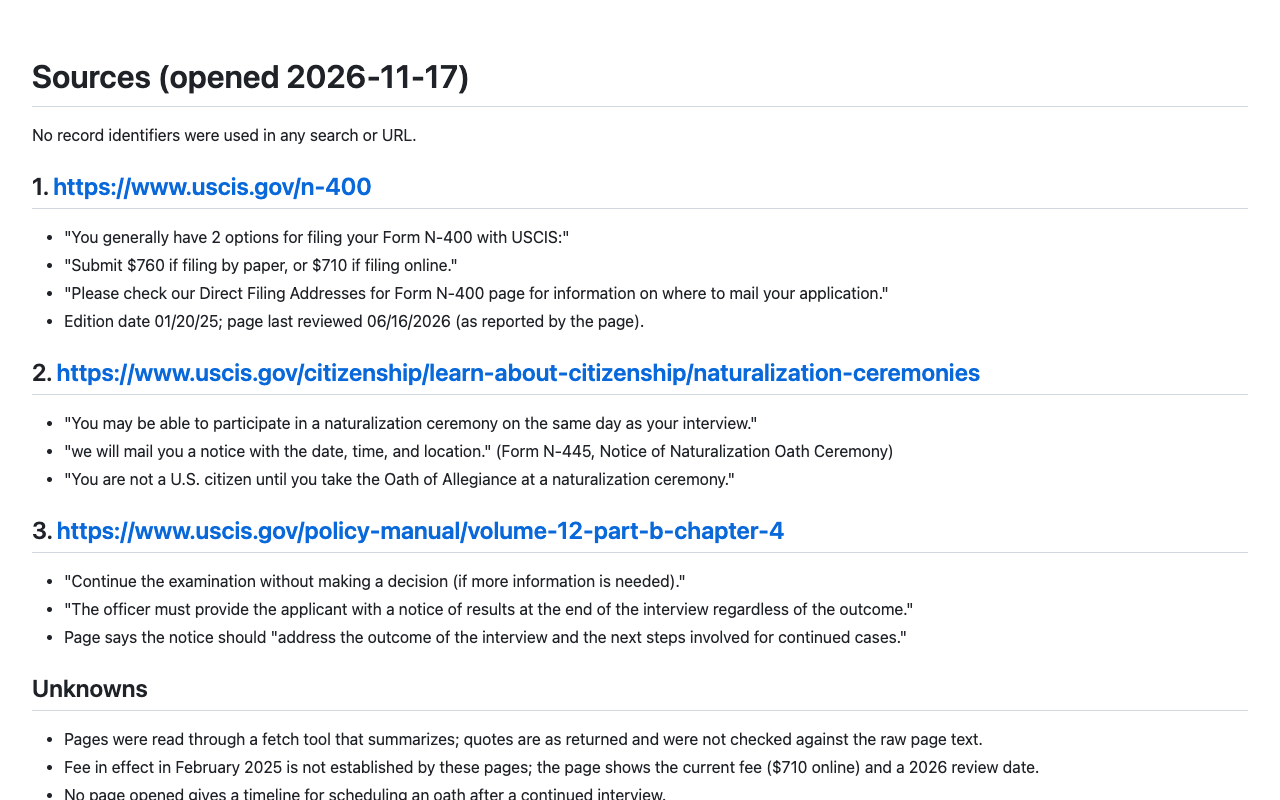 Sources (opened 2026-11-17)
No record identifiers were used in any search or URL.
1. https://www.uscis.gov/n-400
• "You generally have 2 options for filing your Form N-400 with USCIS:"
• "Submit $760 if filing by paper, or $710 if filing online."
• "Please check our Direct Filing Addresses for Form N-400 page for information on where to mail your application."
• Edition date 01/20/25; page last reviewed 06/16/2026 (as reported by the page).
2. https://www.uscis.gov/citizenship/learn-about-citizenship/naturalization-ceremonies
• "You may be able to participate in a naturalization ceremony on the same day as your interview."
• "we will mail you a notice with the date, time, and location." (Form N-445, Notice of Naturalization Oath Ceremony)
• "You are not a U.S. citizen until you take the Oath of Allegiance at a naturalization ceremony."
3. https://www.uscis.gov/policy-manual/volume-12-part-b-chapter-4
• "Continue the examination without making a decision (if more information is needed)."
• "The officer must provide the applicant with a notice of results at the end of the interview regardless of the outcome."
• Page says the notice should "address the outcome of the interview and the next steps involved for continued cases."
Unknowns
• Pages were read through a fetch tool that summarizes; quotes are as returned and were not checked against the raw page text.
• Fee in effect in February 2025 is not established by these pages; the page shows the current fee ($710 online) and a 2026 review date.
• No page opened gives a timeline for scheduling an oath after a continued interview.